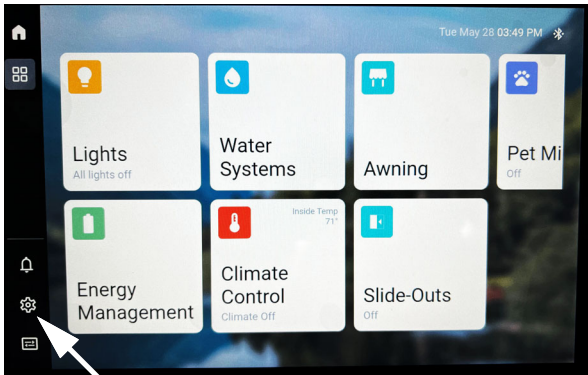 Tue May 28 03:49 PM
Lights
All lights off
Water
Systems
Awning
Pet Mi
Off
Energy
Management
Inside Temp
71°
Climate
Control
Climate Off
Slide-Outs
Off